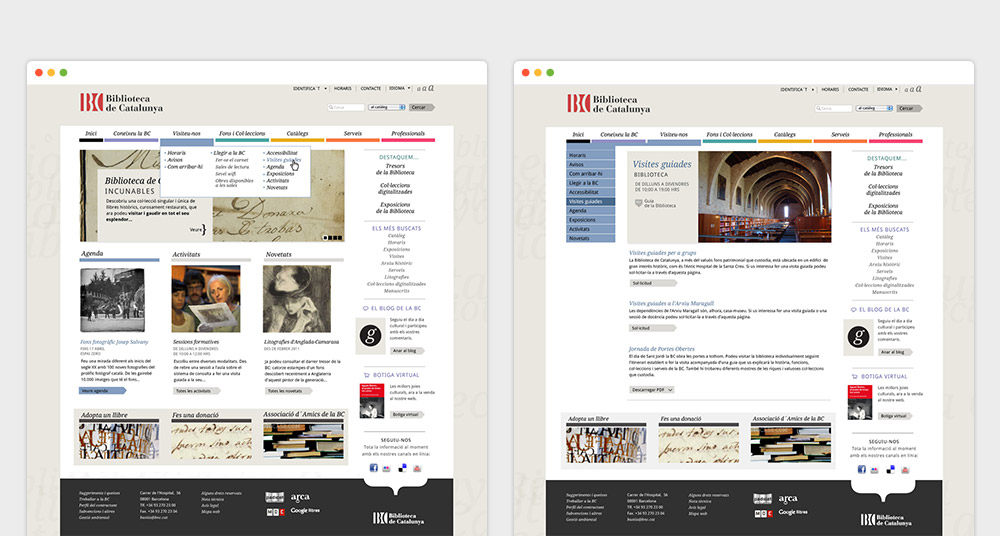 IDENTIFICA´T
HORARIS
CONTACTE
IDIOMA
a a a
BC Biblioteca
de Catalunya
Cerca
al catàleg
Cercar
Inici
Coneixeu la BC
Visiteu-nos
Fons i Col·leccions
Catàlegs
Serveis
Professionals
Horaris
Avisos
Com arribar-hi
Llegir a la BC
Fer-se el carnet
Sales de lectura
Servei wifi
Obres disponibles
a les sales
Accessibilitat
Visites guiades
Agenda
Exposicions
Activitats
Novetats
Biblioteca de C
INCUNABLES
Descobriu una col·lecció singular i única de
llibres històrics, curosament restaurats, que
ara podeu visitar i gaudir en tot el seu
esplendor...
Veure
DESTAQUEM...
Tresors
de la Biblioteca
Col·leccions
digitalitzades
Exposicions
de la Biblioteca
ELS MÉS BUSCATS
Catàleg
Horaris
Exposicions
Visites
Arxiu històric
Serveis
Litografies
Col·leccions digitalitzades
Manuscrits
Agenda
Activitats
Novetats
Fons fotogràfic Josep Salvany
FINS 17 ABRIL
ESPAI ZERO
Feu una mirada diferent als inicis del
segle XX amb 100 noves fotografies del
prolífic fotògraf català. De les gairebé
10.000 imatges que té el fons...
Veure agenda
Sessions formatives
DE DILLUNS A DIVENDRES
DE 10:00 A 19 HRS
Escolliu entre diverses modalitats. Des
de rebre una sessió a l'aula sobre el
sistema de cerca, a fer una visita
guiada a la seu...
Totes les activitats
Litografies d'Anglada-Camarasa
DES DE FEBRER 2011
Ja podeu consultar el darrer tresor de la
BC: calorise estampes d'un fons
descobert recentment a Anglaterra
d'aquest pintor de la generació...
Totes les novetats
EL BLOG DE LA BC
g
Seguiu el dia a dia
cultural i participeu
amb els vostres
comentaris.
Anar al blog
BOTIGA VIRTUAL
Les millors joies
culturals, ara a la venda
al nostre web.
Botiga virtual
Adopta un llibre
Fes una donació
Associació d´Amics de la BC
SEGUIU-NOS
Tota la informació al moment
amb els nostres canals en línia:
Suggeriments i queixes
Treballar a la BC
Perfil del contractant
Subvencions i altres
Gestió ambiental
Carrer de l'Hospital, 56
08001 Barcelona
Tlf. +34 93 270 23 00
Fax. +34 93 270 23 04
bustia@bnc.cat
Alguns drets reservats
Nota tècnica
Avís legal
Mapa web
arca
MDC
Google llibres
BC Biblioteca
de Catalunya
IDENTIFICA´T
HORARIS
CONTACTE
IDIOMA
a a a
BC Biblioteca
de Catalunya
Cerca
al catàleg
Cercar
Inici
Coneixeu la BC
Visiteu-nos
Fons i Col·leccions
Catàlegs
Serveis
Professionals
Horaris
Avisos
Com arribar-hi
Llegir a la BC
Accessibilitat
Visites guiades
Agenda
Exposicions
Activitats
Novetats
Visites guiades
BIBLIOTECA
DE DILLUNS A DIVENDRES
DE 10:00 A 19 HRS
Guia
de la Biblioteca
Visites guiades per a grups
La Biblioteca de Catalunya, a més del valuós fons patrimonial que custodia, està ubicada en un edifici de
gran interès històric, com és l'Antic Hospital de la Santa Creu. Si us interessa fer una visita guiada podeu
sol·licitar-la a través d'aquesta pàgina.
Sol·licitud
Visites guiades a l'Arxiu Maragall
Les dependències de l'Arxiu Maragall són, alhora, casa-museu. Si us interessa fer una visita guiada o una
sessió de docència podeu sol·licitar-la a través d'aquesta pàgina.
Sol·licitud
Jornada de Portes Obertes
El dia de Sant Jordi la BC obre les portes a tothom. Podeu visitar la biblioteca individualment seguint
l'itinerari establert o fer la visita acompanyada d'una guia que us explicarà la història, funcions,
col·leccions i serveis de la BC. També hi trobareu diferents mostres de les riques i valuoses col·leccions
que custodia.
Descarregar PDF
DESTAQUEM...
Tresors
de la Biblioteca
Col·leccions
digitalitzades
Exposicions
de la Biblioteca
ELS MÉS BUSCATS
Catàleg
Horaris
Exposicions
Visites
Arxiu històric
Serveis
Litografies
Col·leccions digitalitzades
Manuscrits
EL BLOG DE LA BC
g
Seguiu el dia a dia
cultural i participeu
amb els vostres
comentaris.
Anar al blog
BOTIGA VIRTUAL
Les millors joies
culturals, ara a la venda
al nostre web.
Botiga virtual
Adopta un llibre
Fes una donació
Associació d´Amics de la BC
SEGUIU-NOS
Tota la informació al moment
amb els nostres canals en línia:
Suggeriments i queixes
Treballar a la BC
Perfil del contractant
Subvencions i altres
Gestió ambiental
Carrer de l'Hospital, 56
08001 Barcelona
Tlf. +34 93 270 23 00
Fax. +34 93 270 23 04
bustia@bnc.cat
Alguns drets reservats
Nota tècnica
Avís legal
Mapa web
arca
MDC
Google llibres
BC Biblioteca
de Catalunya